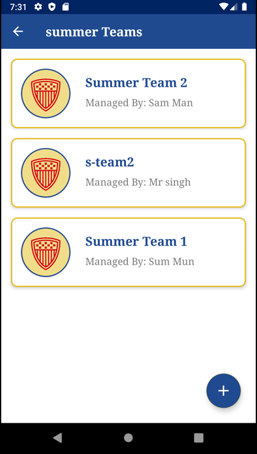 7:31
summer Teams
Summer Team 2
Managed By: Sam Man
s-team2
Managed By: Mr singh
Summer Team 1
Managed By: Sum Mun